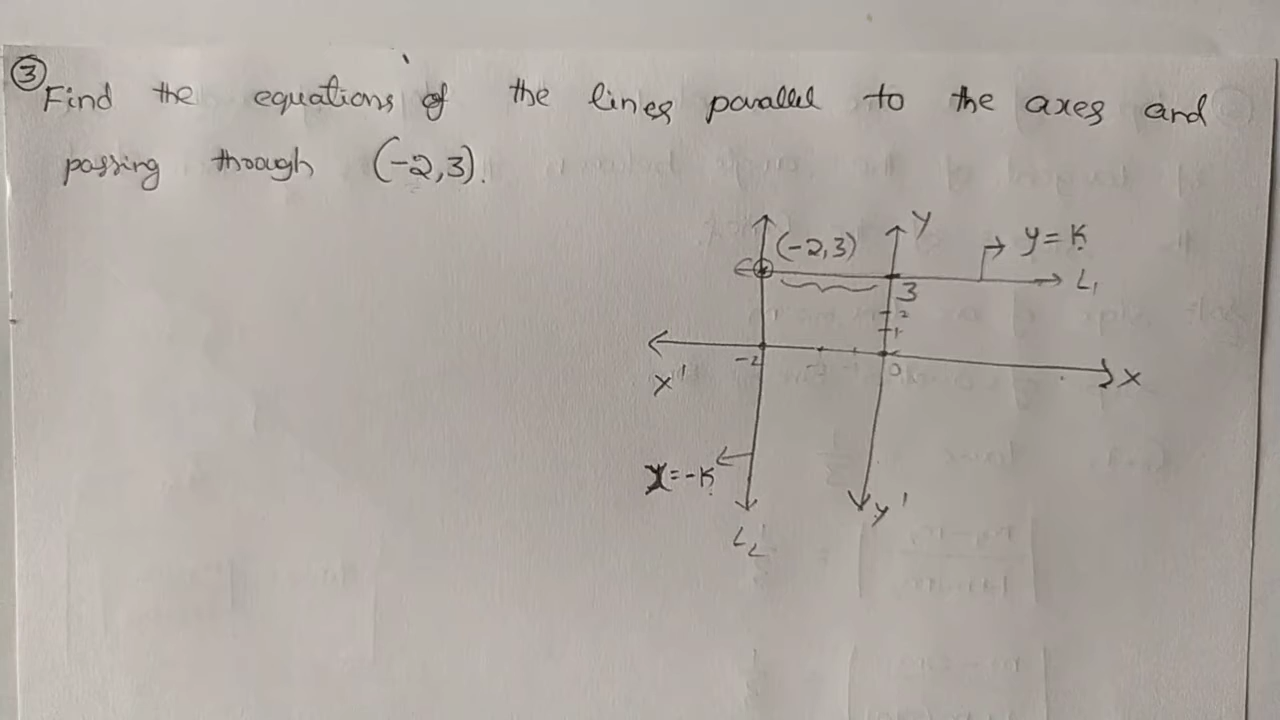 ③
Find the equations of the lines parallel to the axes and
passing through (-2,3).
Y
(-2,3)
y=K
L₁
3
2
1
-2
0
X'
X
X=-K
Y'
L₂